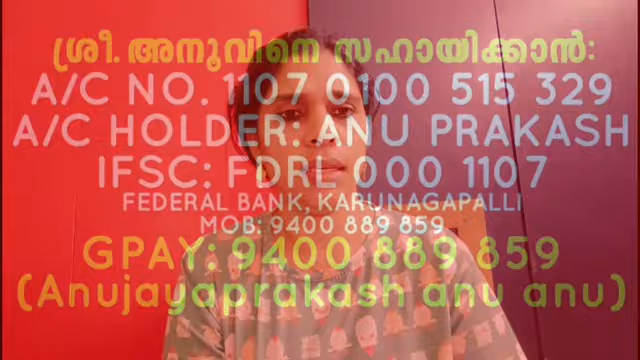 ശ്രീ. അനൂവിനെ സഹായിക്കാൻ:
A/C NO. 1107 0100 515 329
A/C HOLDER: ANU PRAKASH
IFSC: FDRL 000 1107
FEDERAL BANK, KARUNAGAPALLI
MOB: 9400 889 859
GPAY: 9400 889 859
(Anujayaprakash anu anu)